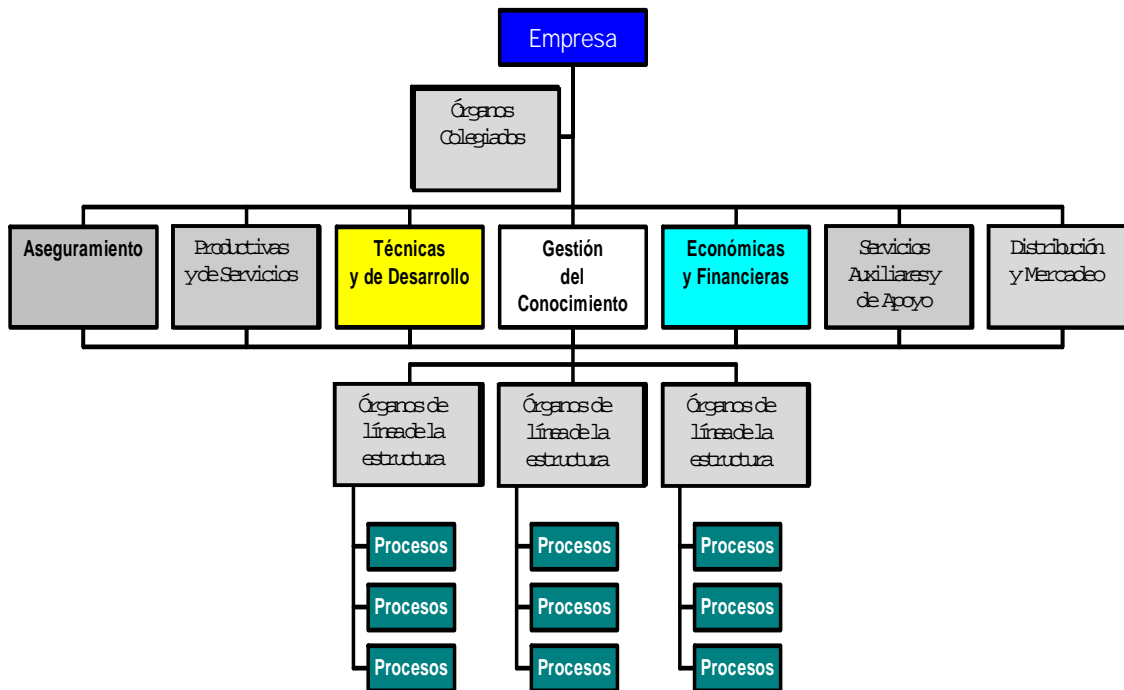 Empresa
Órganos
Colegiados
Aseguramiento
Productivas
y de Servicios
Técnicas
y de Desarrollo
Gestión
del
Conocimiento
Económicas
y Financieras
Servicios
Auxiliares y
de Apoyo
Distribución
y Mercadeo
Órganos de
línea de la
estructura
Órganos de
línea de la
estructura
Órganos de
línea de la
estructura
Procesos
Procesos
Procesos
Procesos
Procesos
Procesos
Procesos
Procesos
Procesos